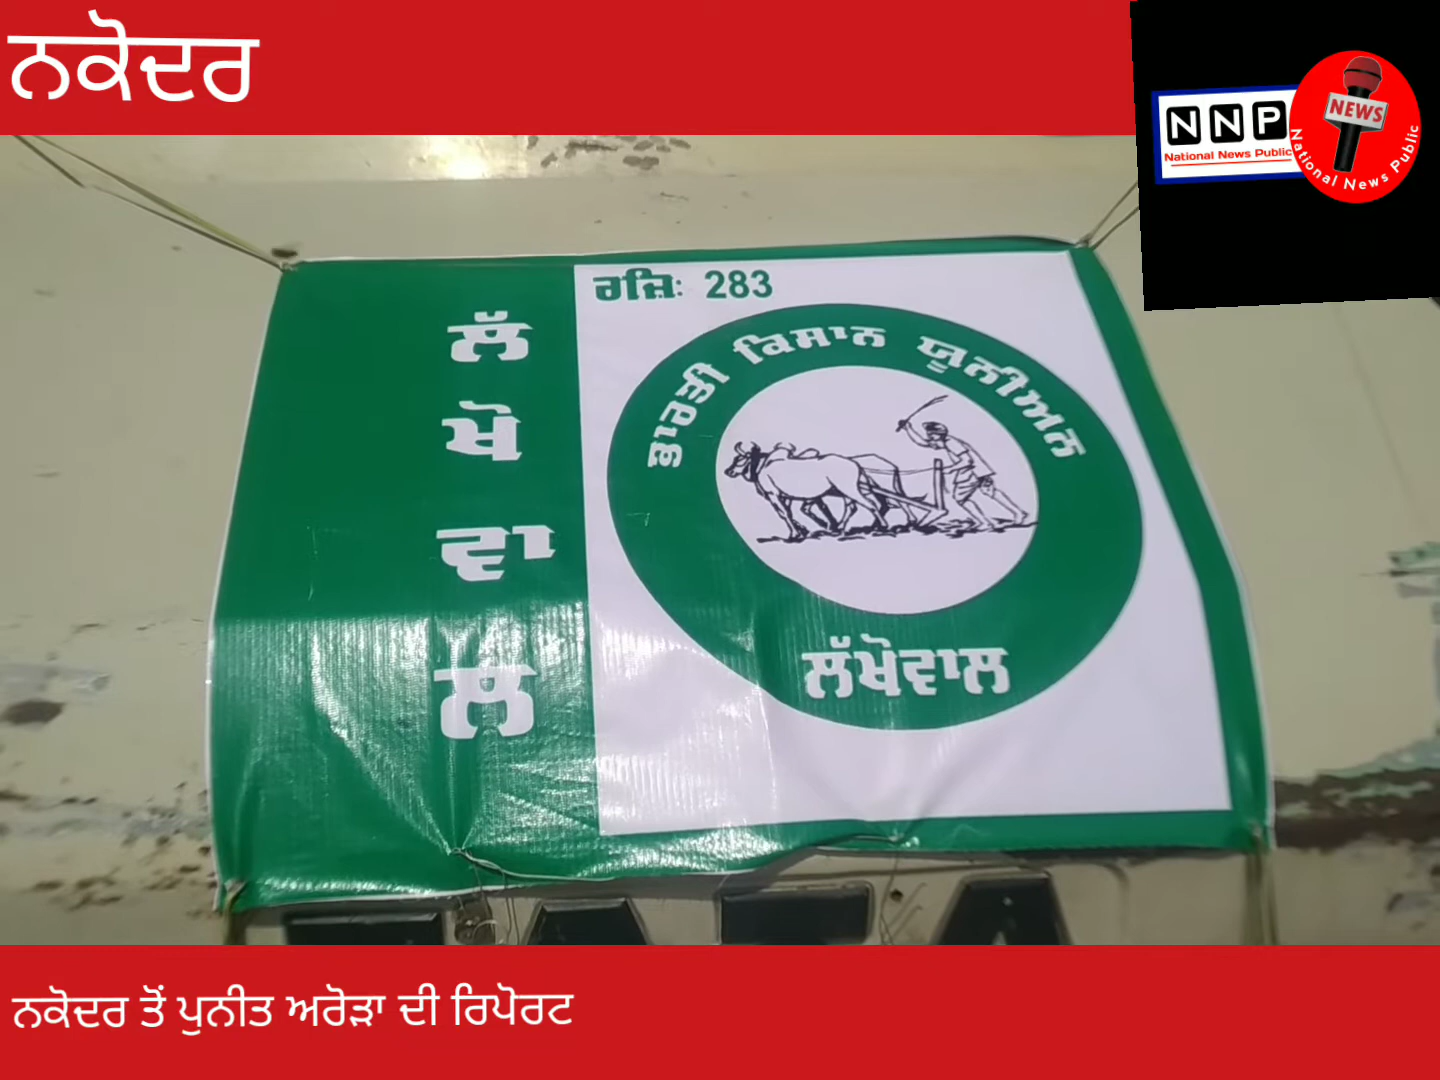 ਨਕੋਦਰ
NNP
National News Public
NEWS
National News Public
ਰਜ਼ਿ: 283
ਲੱ
ਖੋ
ਵਾ
ਲ
ਭਾਰਤੀ ਕਿਸਾਨ ਯੂਨੀਅਨ
ਲੱਖੋਵਾਲ
ਨਕੋਦਰ ਤੋਂ ਪੁਨੀਤ ਅਰੋੜਾ ਦੀ ਰਿਪੋਰਟ